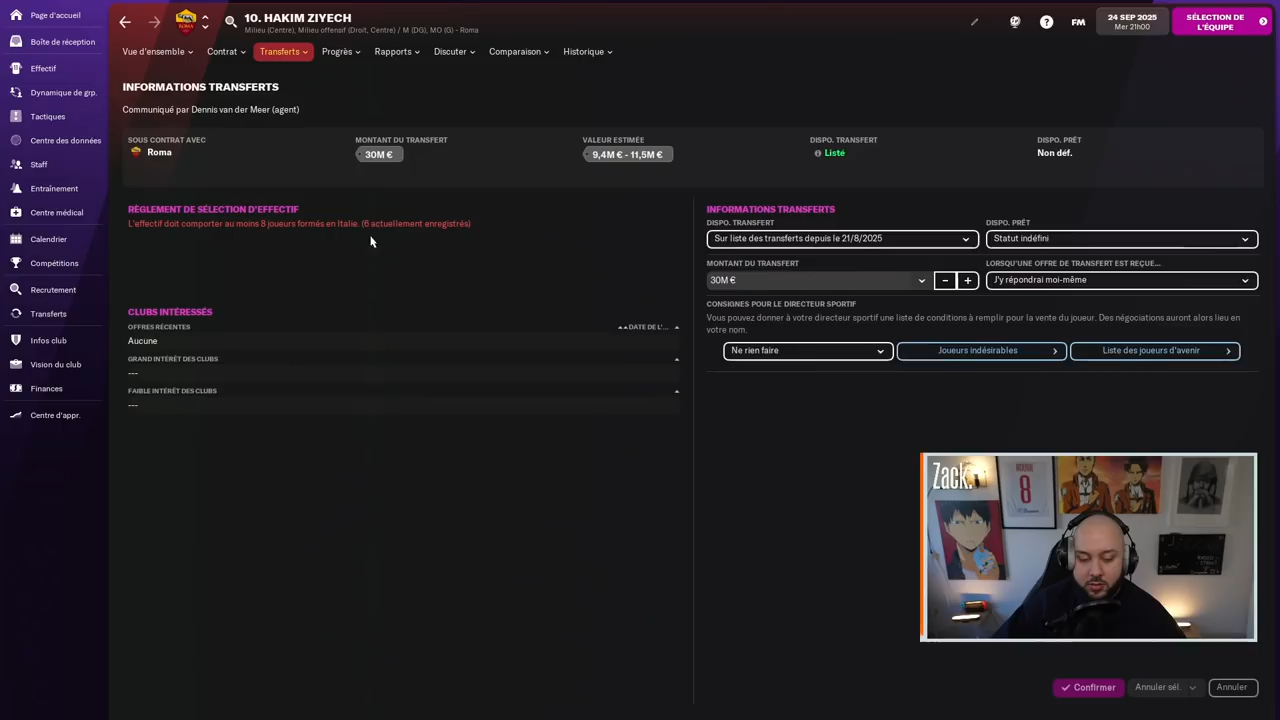 Page d'accueil
Boîte de réception
Effectif
Dynamique de grp.
Tactiques
Centre des données
Staff
Entraînement
Centre médical
Calendrier
Compétitions
Recrutement
Transferts
Infos club
Vision du club
Finances
Centre d'appr.
10. HAKIM ZIYECH
Milieu (Centre), Milieu offensif (Droit, Centre) / M (DG), MO (G) - Roma
FM
24 SEP 2025
Mer 21h00
SÉLECTION DE
L'ÉQUIPE
Vue d'ensemble
Contrat
Transferts
Progrès
Rapports
Discuter
Comparaison
Historique
INFORMATIONS TRANSFERTS
Communiqué par Dennis van der Meer (agent)
SOUS CONTRAT AVEC
Roma
MONTANT DU TRANSFERT
30M €
VALEUR ESTIMÉE
9,4M € - 11,5M €
DISPO. TRANSFERT
Listé
DISPO. PRÊT
Non déf.
RÈGLEMENT DE SÉLECTION D'EFFECTIF
L'effectif doit comporter au moins 8 joueurs formés en Italie. (6 actuellement enregistrés)
CLUBS INTÉRESSÉS
OFFRES RÉCENTES
DATE DE L'...
Aucune
GRAND INTÉRÊT DES CLUBS
---
FAIBLE INTÉRÊT DES CLUBS
---
INFORMATIONS TRANSFERTS
DISPO. TRANSFERT
Sur liste des transferts depuis le 21/8/2025
DISPO. PRÊT
Statut indéfini
MONTANT DU TRANSFERT
30M €
LORSQU'UNE OFFRE DE TRANSFERT EST REÇUE...
J'y répondrai moi-même
CONSIGNES POUR LE DIRECTEUR SPORTIF
Vous pouvez donner à votre directeur sportif une liste de conditions à remplir pour la vente du joueur. Des négociations auront alors lieu en
votre nom.
Ne rien faire
Joueurs indésirables
Liste des joueurs d'avenir
Zack.
8
Confirmer
Annuler sél.
Annuler